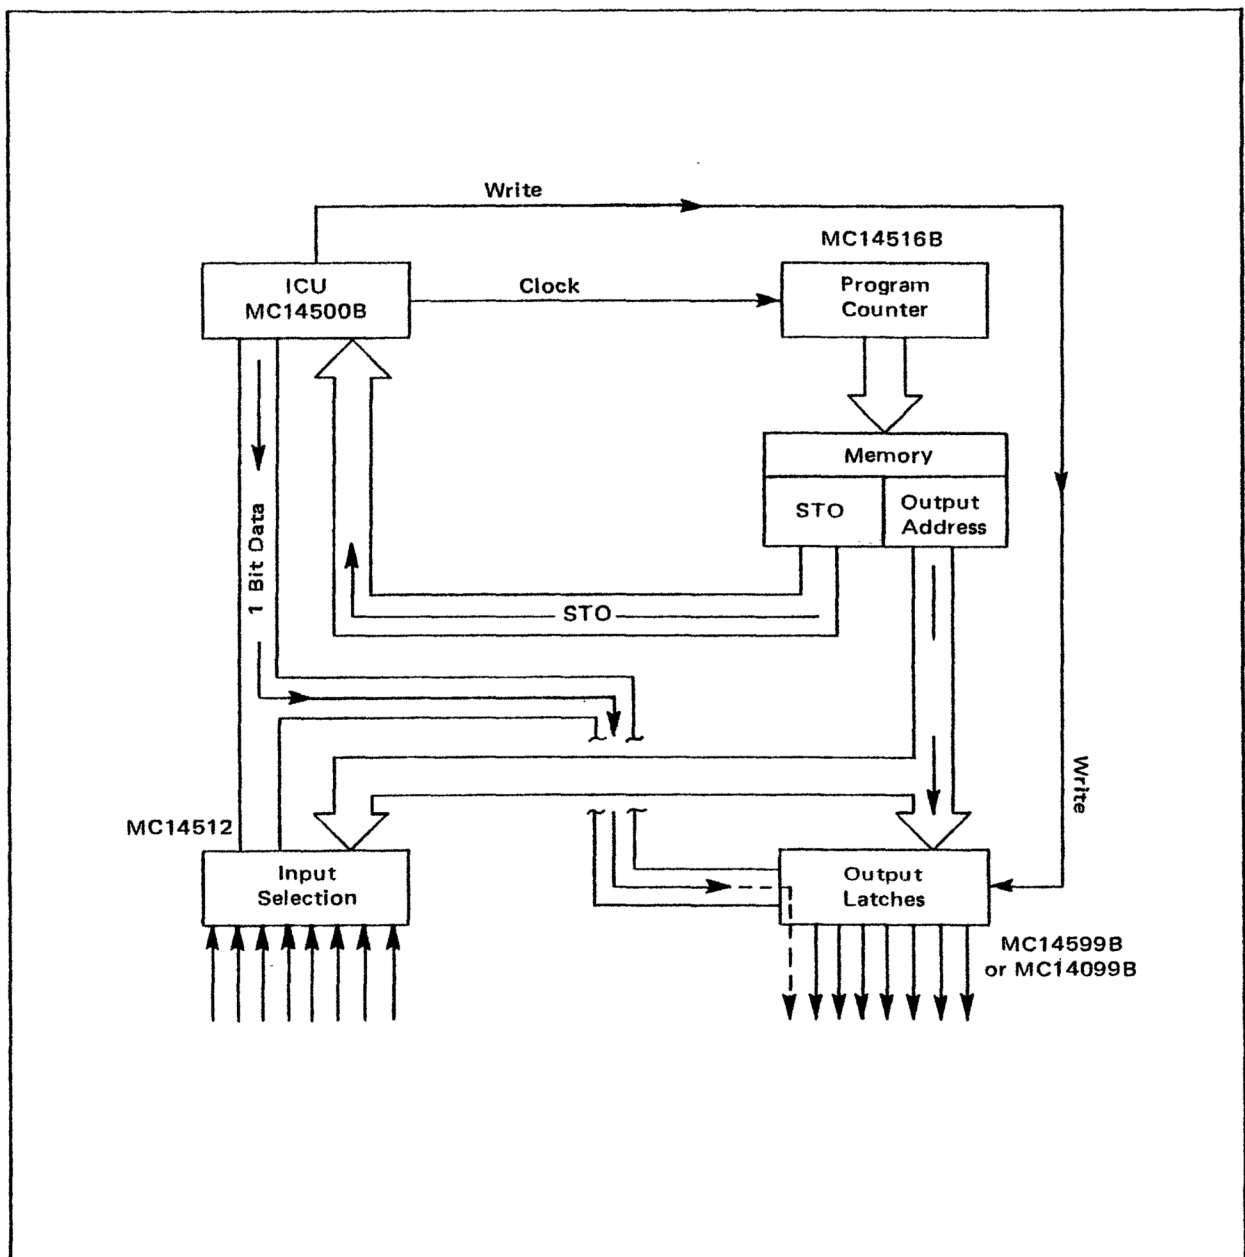 Write
MC14516B
ICU
MC14500B
Clock
Program
Counter
Memory
STO
Output
Address
1 Bit Data
STO
Write
MC14512
Input
Selection
Output
Latches
MC14599B
or MC14099B